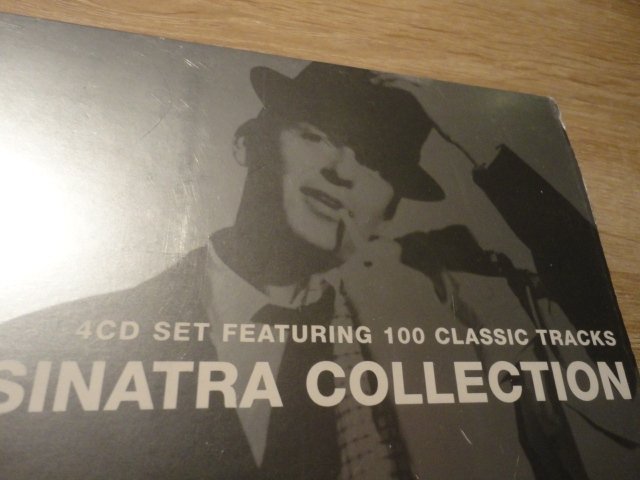 4CD SET FEATURING 100 CLASSIC TRACKS
SINATRA COLLECTION